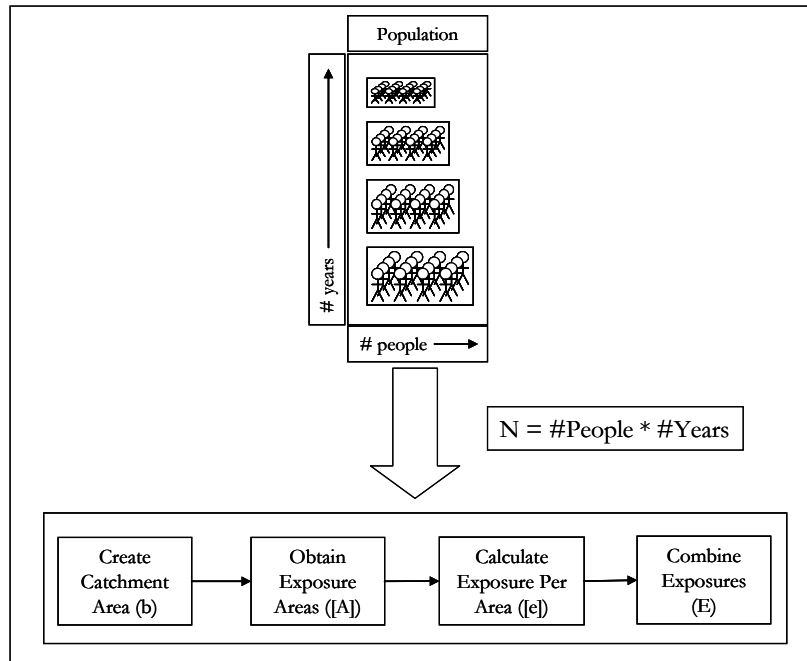 Population
# years
# people
N = #People * #Years
Create
Catchment
Area (b)
Obtain
Exposure
Areas ([A])
Calculate
Exposure Per
Area ([e])
Combine
Exposures
(E)